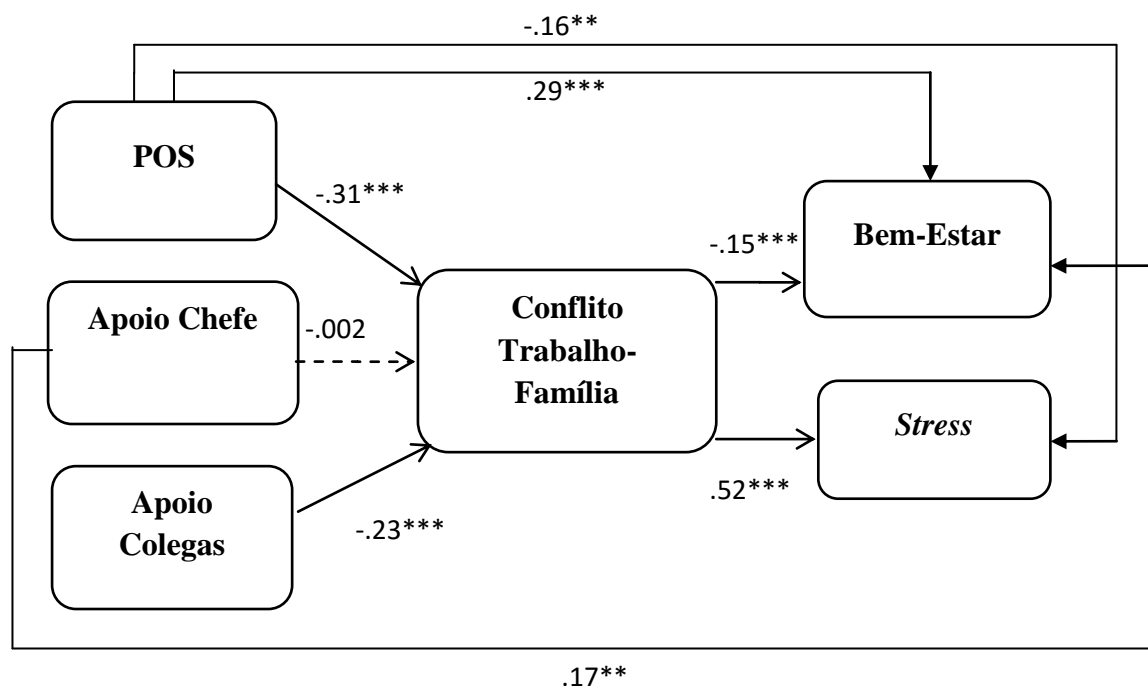 -.16**
.29***
POS
-.31***
Bem-Estar
-.15***
Apoio Chefe
-.002
Conflito
Trabalho-
Família
Stress
Apoio
Colegas
-.23***
.52***
.17**